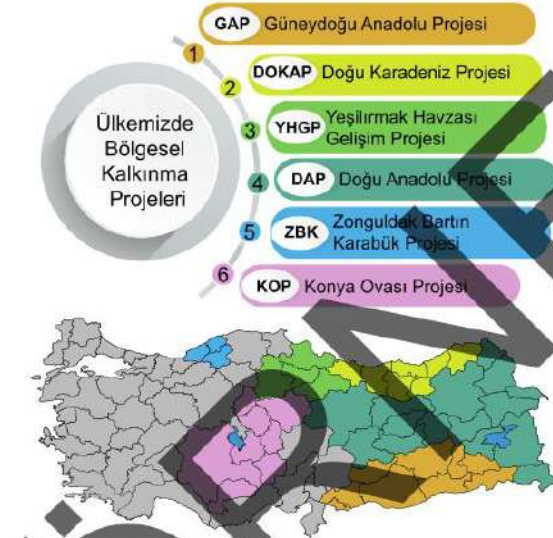 GAP Güneydoğu Anadolu Projesi
1
DOKAP Doğu Karadeniz Projesi
2
Ülkemizde
Bölgesel
Kalkınma
Projeleri
3
YHGP Yeşilırmak Havzası
Gelişim Projesi
4
DAP Doğu Anadolu Projesi
5
ZBK Zonguldak Bartın
Karabük Projesi
6
KOP Konya Ovası Projesi